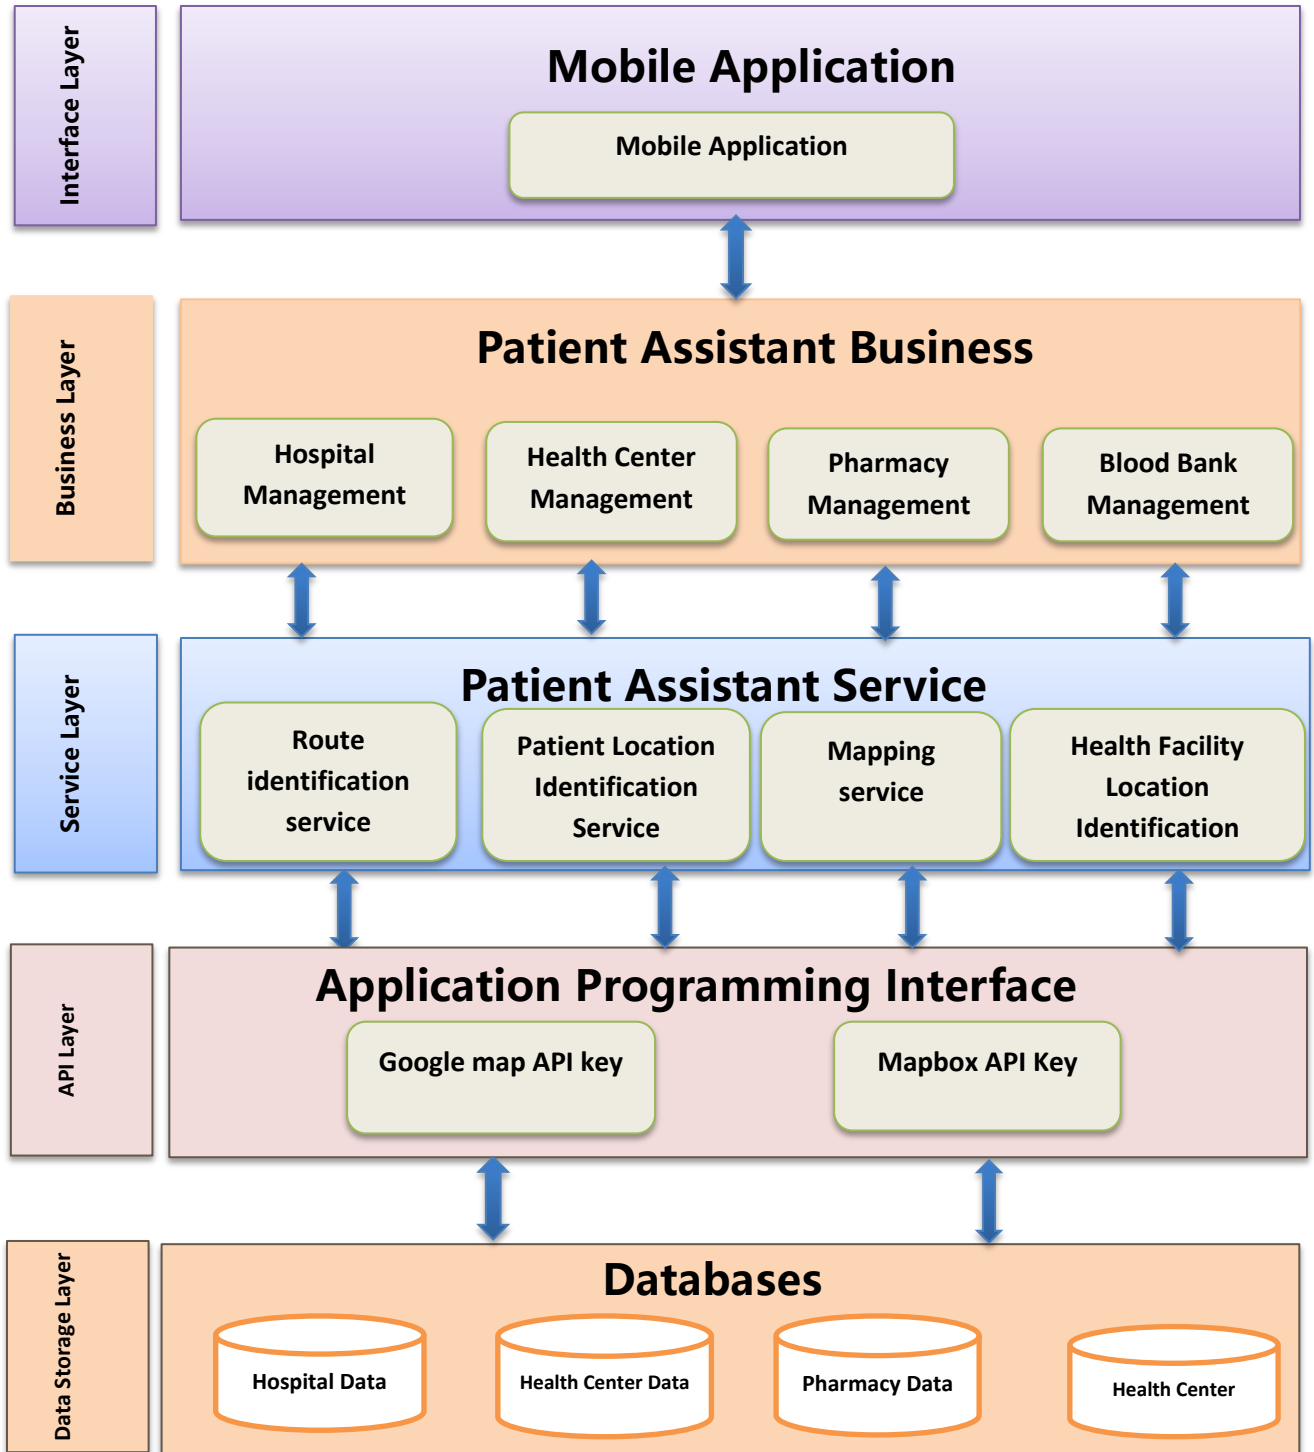 Interface Layer
Mobile Application
Mobile Application
Business Layer
Patient Assistant Business
Hospital
Management
Health Center
Management
Pharmacy
Management
Blood Bank
Management
Service Layer
Patient Assistant Service
Route
identification
service
Patient Location
Identification
Service
Mapping
service
Health Facility
Location
Identification
API Layer
Application Programming Interface
Google map API key
Mapbox API Key
Data Storage Layer
Databases
Hospital Data
Health Center Data
Pharmacy Data
Health Center